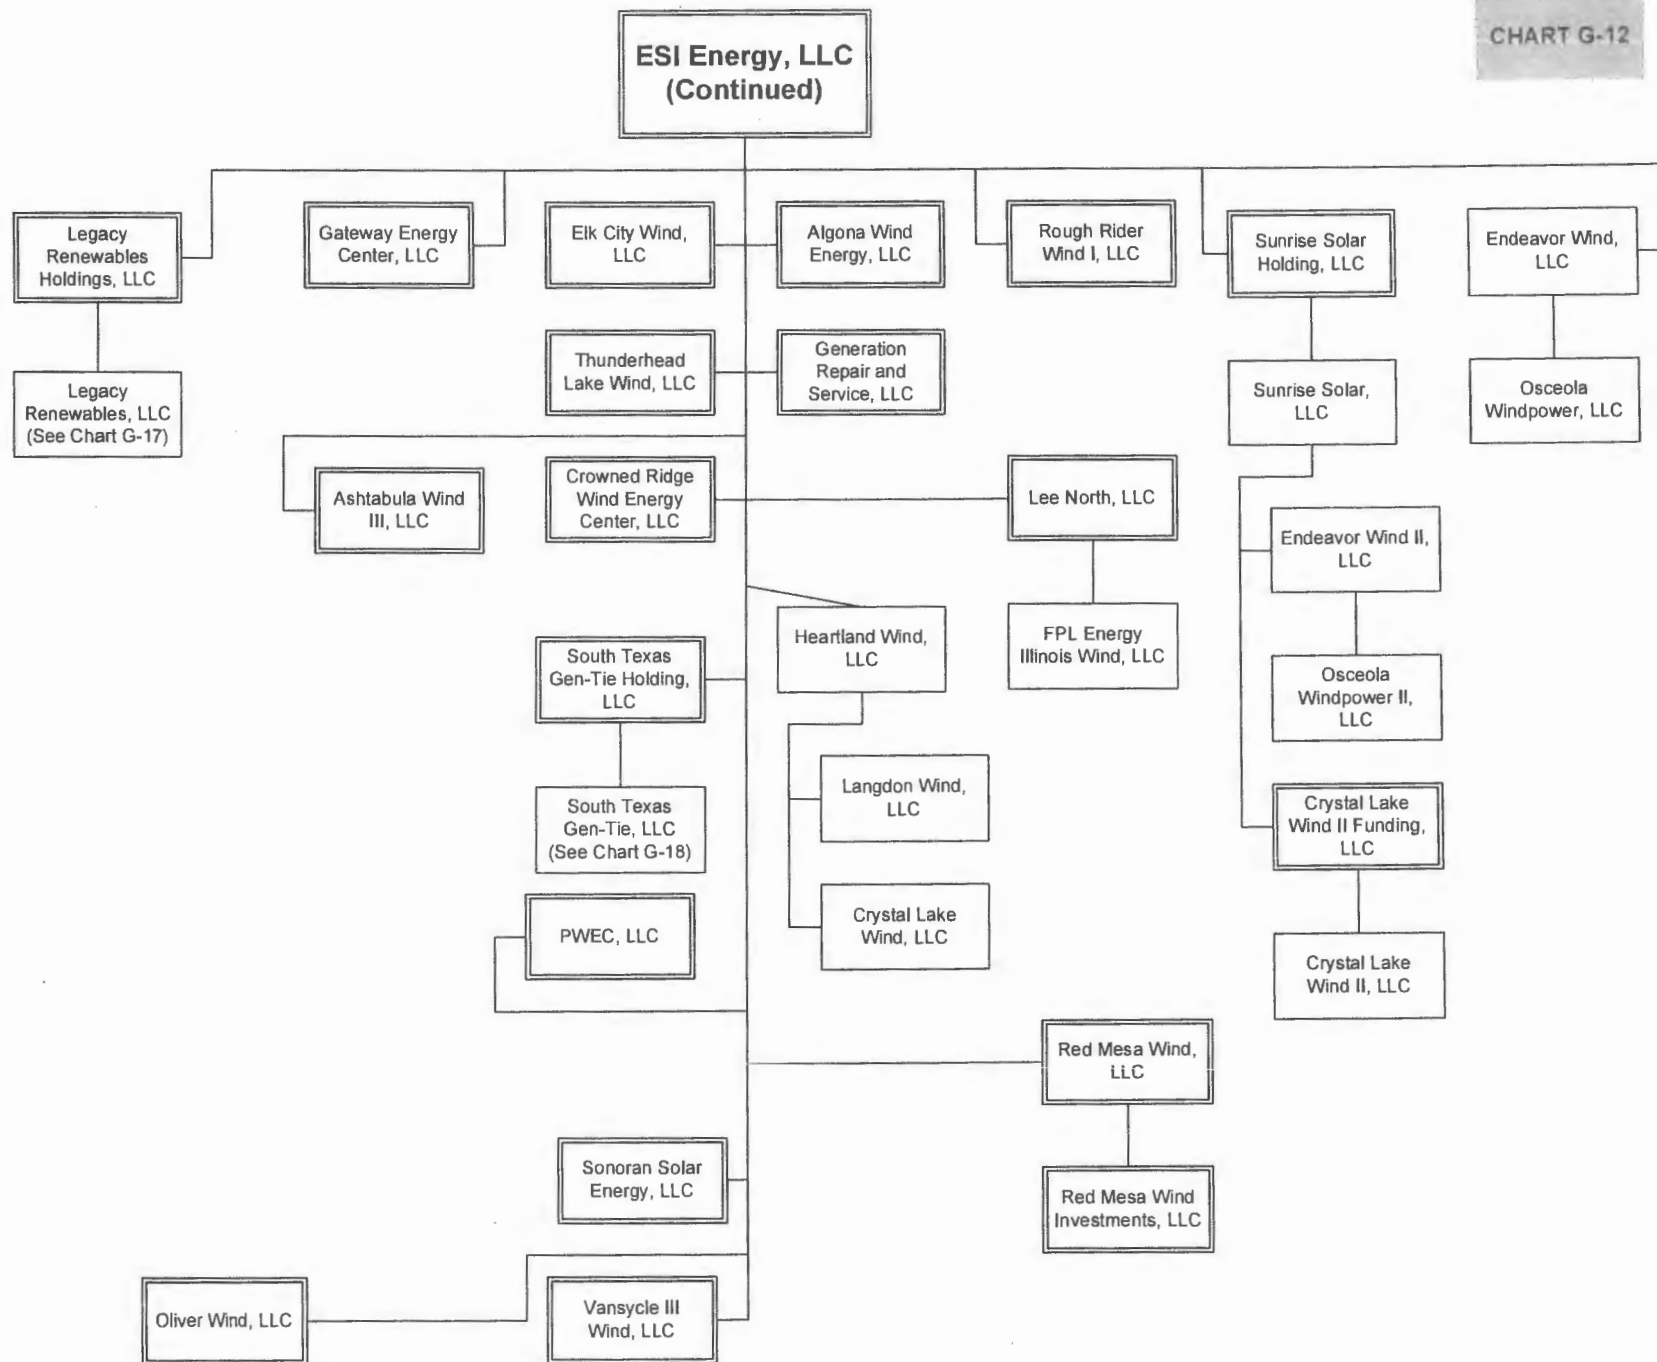 CHART G-12
ESI Energy, LLC
(Continued)
Legacy
Renewables
Holdings, LLC
Gateway Energy
Center, LLC
Elk City Wind,
LLC
Algona Wind
Energy, LLC
Rough Rider
Wind I, LLC
Sunrise Solar
Holding, LLC
Endeavor Wind,
LLC
Legacy
Renewables, LLC
(See Chart G-17)
Thunderhead
Lake Wind, LLC
Generation
Repair and
Service, LLC
Sunrise Solar,
LLC
Osceola
Windpower, LLC
Ashtabula Wind
III, LLC
Crowned Ridge
Wind Energy
Center, LLC
Lee North, LLC
Endeavor Wind II,
LLC
South Texas
Gen-Tie Holding,
LLC
Heartland Wind,
LLC
FPL Energy
Illinois Wind, LLC
Osceola
Windpower II,
LLC
South Texas
Gen-Tie, LLC
(See Chart G-18)
Langdon Wind,
LLC
Crystal Lake
Wind II Funding,
LLC
PWEC, LLC
Crystal Lake
Wind, LLC
Crystal Lake
Wind II, LLC
Red Mesa Wind,
LLC
Sonoran Solar
Energy, LLC
Red Mesa Wind
Investments, LLC
Oliver Wind, LLC
Vansycle III
Wind, LLC